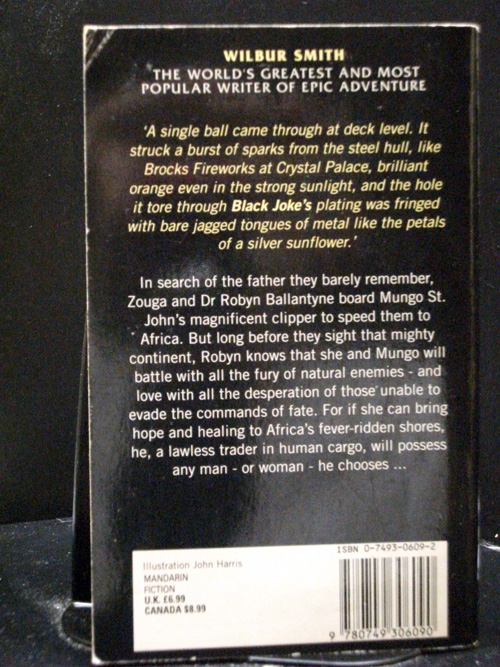 WILBUR SMITH
THE WORLD'S GREATEST AND MOST
POPULAR WRITER OF EPIC ADVENTURE
'A single ball came through at deck level. It
struck a burst of sparks from the steel hull, like
Brocks Fireworks at Crystal Palace, brilliant
orange even in the strong sunlight, and the hole
it tore through Black Joke's plating was fringed
with bare jagged tongues of metal like the petals
of a silver sunflower.'
In search of the father they barely remember,
Zouga and Dr Robyn Ballantyne board Mungo St.
John's magnificent clipper to speed them to
Africa. But long before they sight that mighty
continent, Robyn knows that she and Mungo will
battle with all the fury of natural enemies - and
love with all the desperation of those unable to
evade the commands of fate. For if she can bring
hope and healing to Africa's fever-ridden shores,
he, a lawless trader in human cargo, will possess
any man - or woman - he chooses ...
Illustration John Harris
MANDARIN
FICTION
U.K. £6.99
CANADA $8.99
ISBN 0-7493-0609-2
9 780749 306090